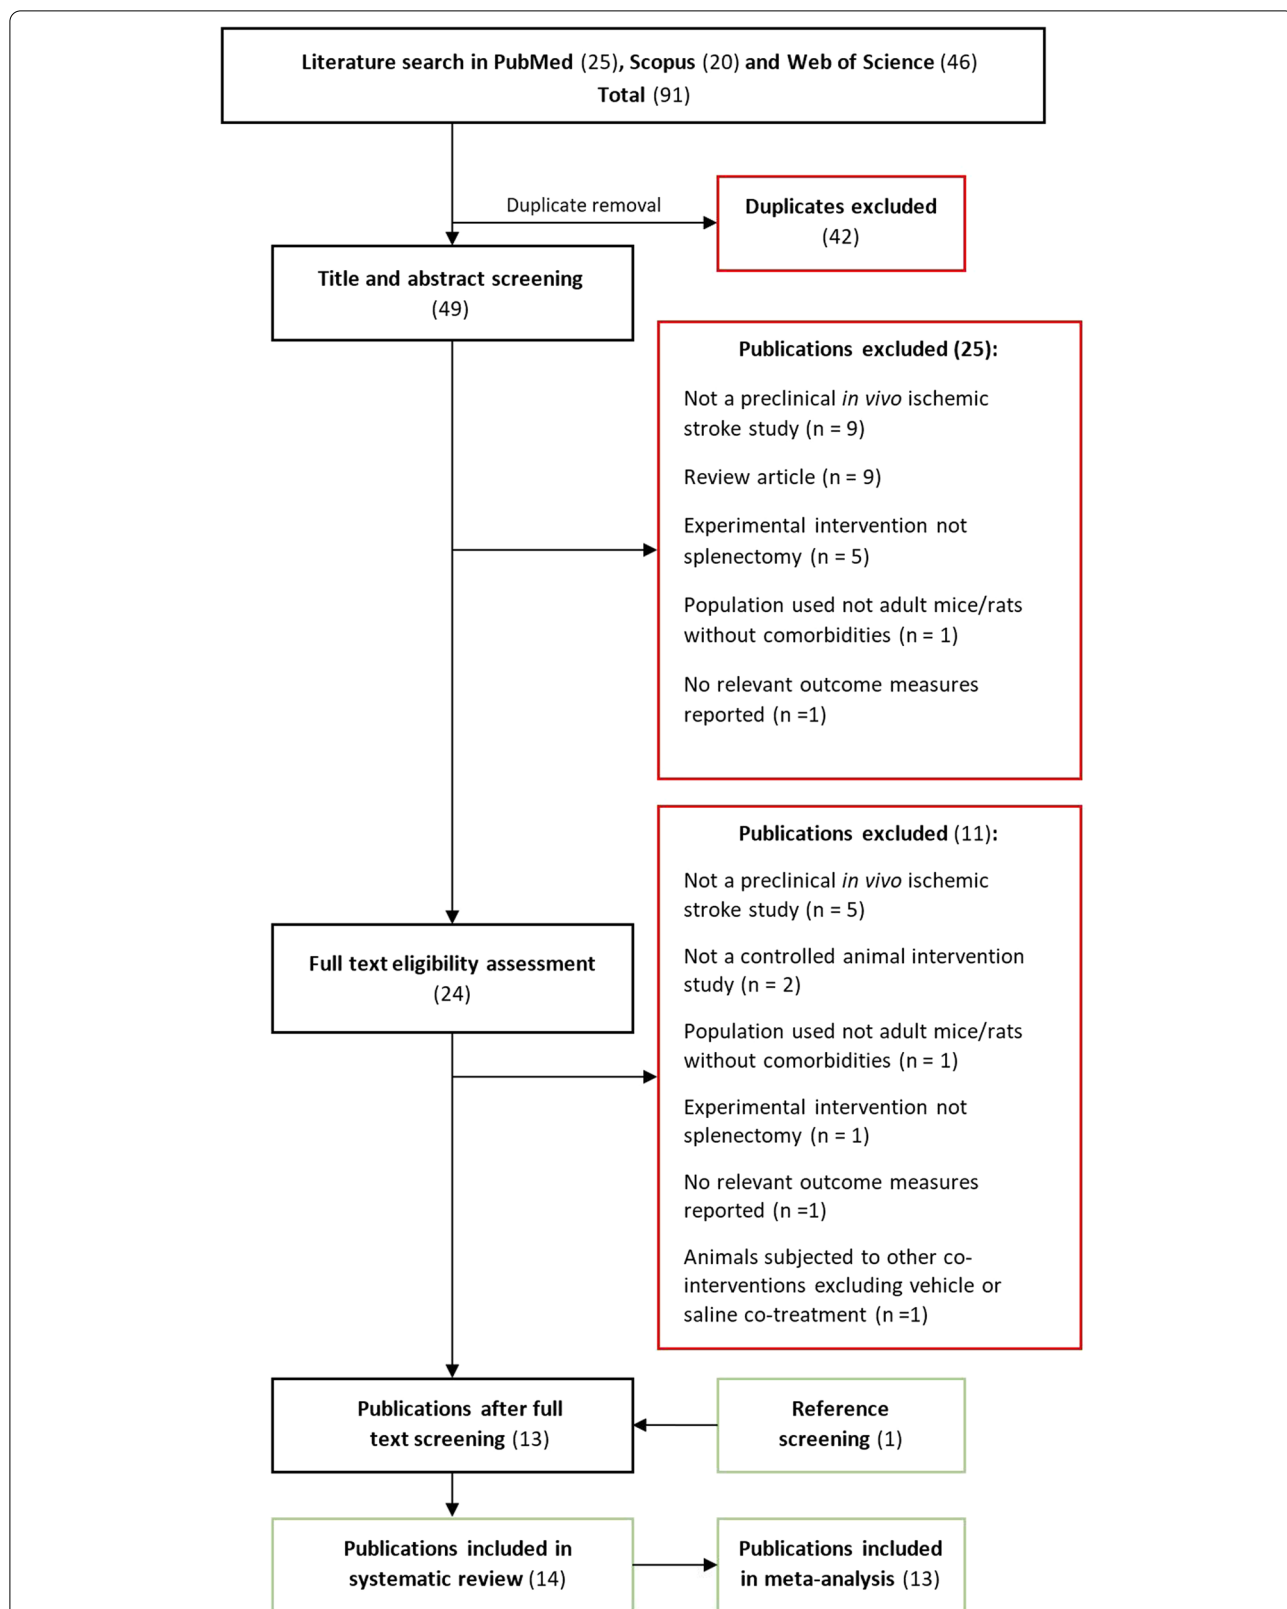 Literature search in PubMed (25), Scopus (20) and Web of Science (46)
Total (91)
Duplicate removal
Duplicates excluded
(42)
Title and abstract screening
(49)
Publications excluded (25):
Not a preclinical in vivo ischemic
stroke study (n = 9)
Review article (n = 9)
Experimental intervention not
splenectomy (n = 5)
Population used not adult mice/rats
without comorbidities (n = 1)
No relevant outcome measures
reported (n =1)
Publications excluded (11):
Not a preclinical in vivo ischemic
stroke study (n = 5)
Not a controlled animal intervention
study (n = 2)
Population used not adult mice/rats
without comorbidities (n = 1)
Experimental intervention not
splenectomy (n = 1)
No relevant outcome measures
reported (n =1)
Animals subjected to other co-
interventions excluding vehicle or
saline co-treatment (n =1)
Full text eligibility assessment
(24)
Publications after full
text screening (13)
Reference
screening (1)
Publications included in
systematic review (14)
Publications included
in meta-analysis (13)